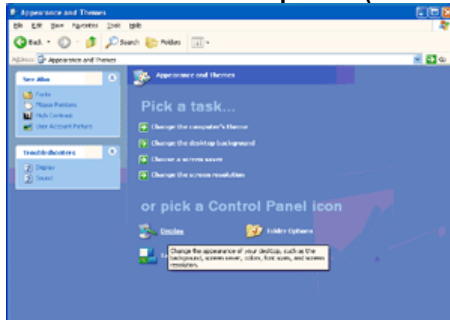 Appearance and Themes
File Edit View Favorites Tools Help
Back Search Folders
Address Appearance and Themes Go
See Also
Fonts
Mouse Pointers
High Contrast
User Account Picture
Troubleshooters
Display
Sound
Appearance and Themes
Pick a task...
Change the computer's theme
Change the desktop background
Choose a screen saver
Change the screen resolution
or pick a Control Panel icon
Display Folder Options
Change the appearance of your desktop, such as the
background, screen saver, colors, font sizes, and screen
resolution.